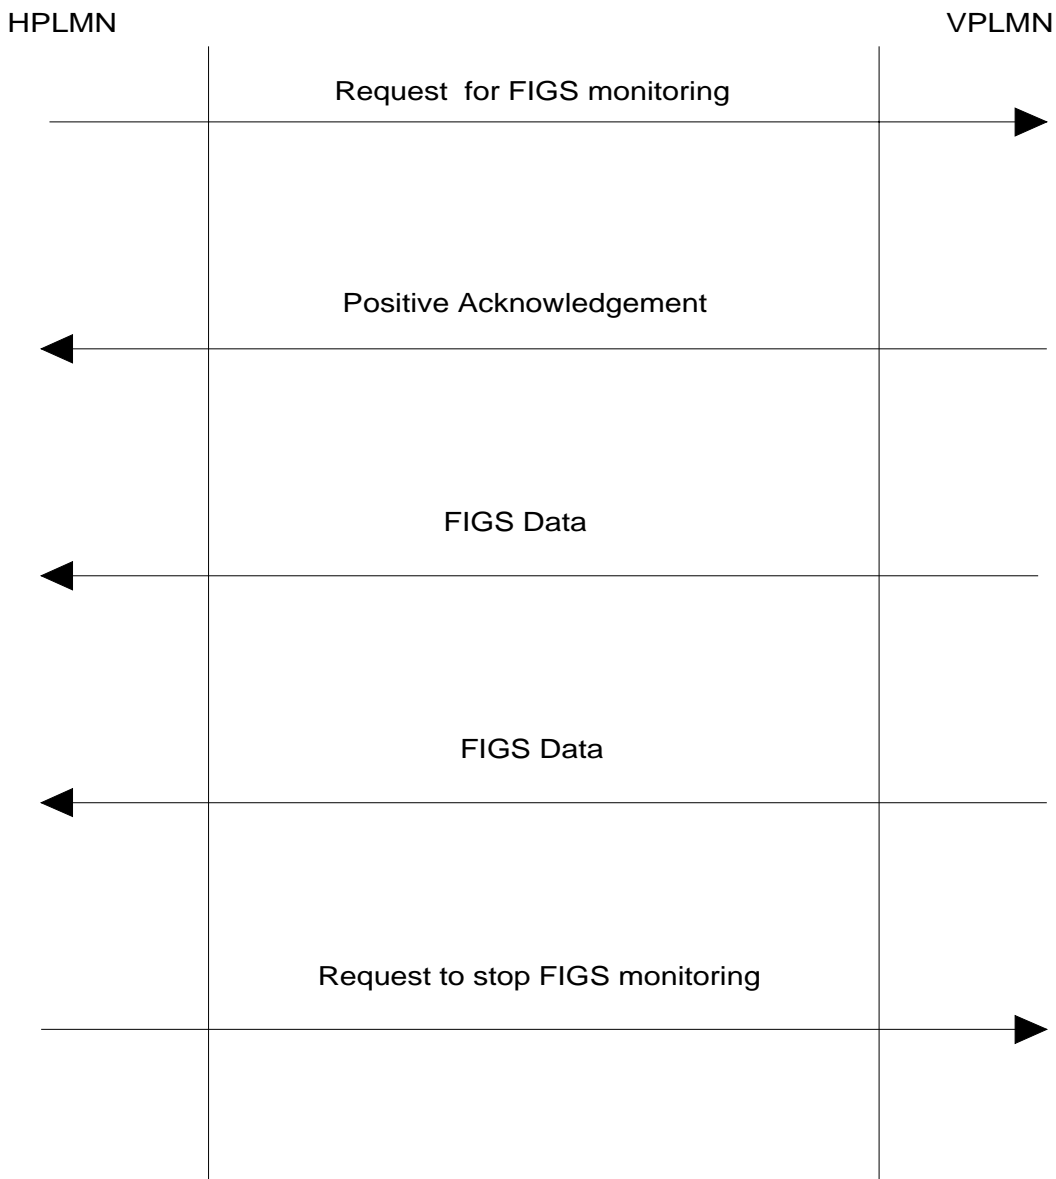 HPLMN
VPLMN
Request for FIGS monitoring
Positive Acknowledgement
FIGS Data
FIGS Data
Request to stop FIGS monitoring